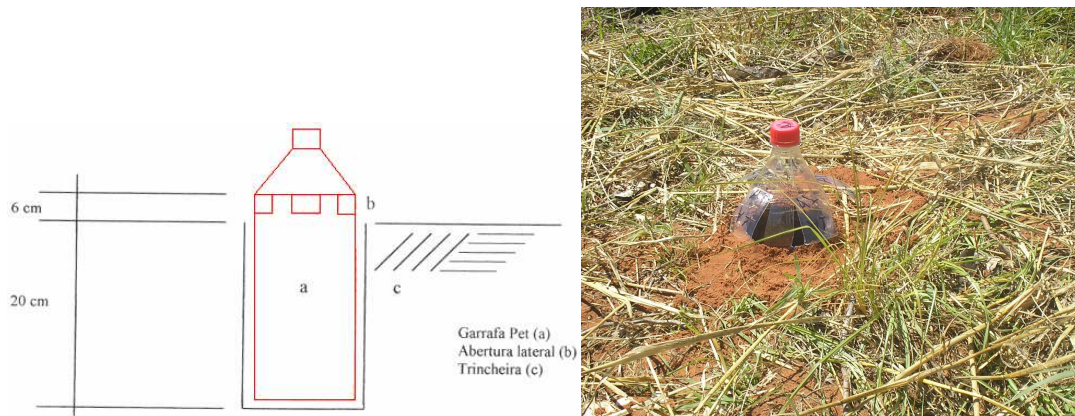 6 cm
b
20 cm
a
c
Garrafa Pet (a)
Abertura lateral (b)
Trincheira (c)